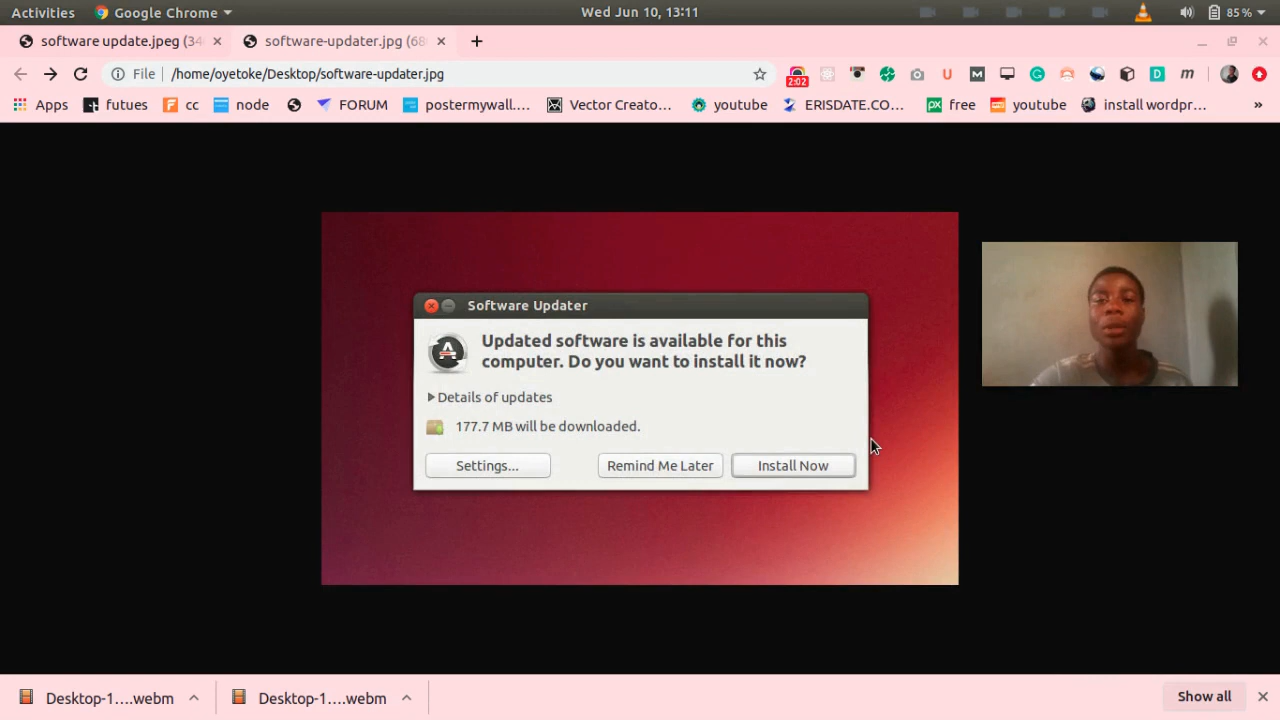 Activities Google Chrome Wed Jun 10, 13:11 85 %
software update.jpeg (34 software-updater.jpg (68
File /home/oyetoke/Desktop/software-updater.jpg 2:02
Apps futues cc node FORUM postermywall.... Vector Creato... youtube ERISDATE.CO... free youtube install wordpr... »
Software Updater
Updated software is available for this
computer. Do you want to install it now?
Details of updates
177.7 MB will be downloaded.
Settings... Remind Me Later Install Now
Desktop-1....webm Desktop-1....webm Show all